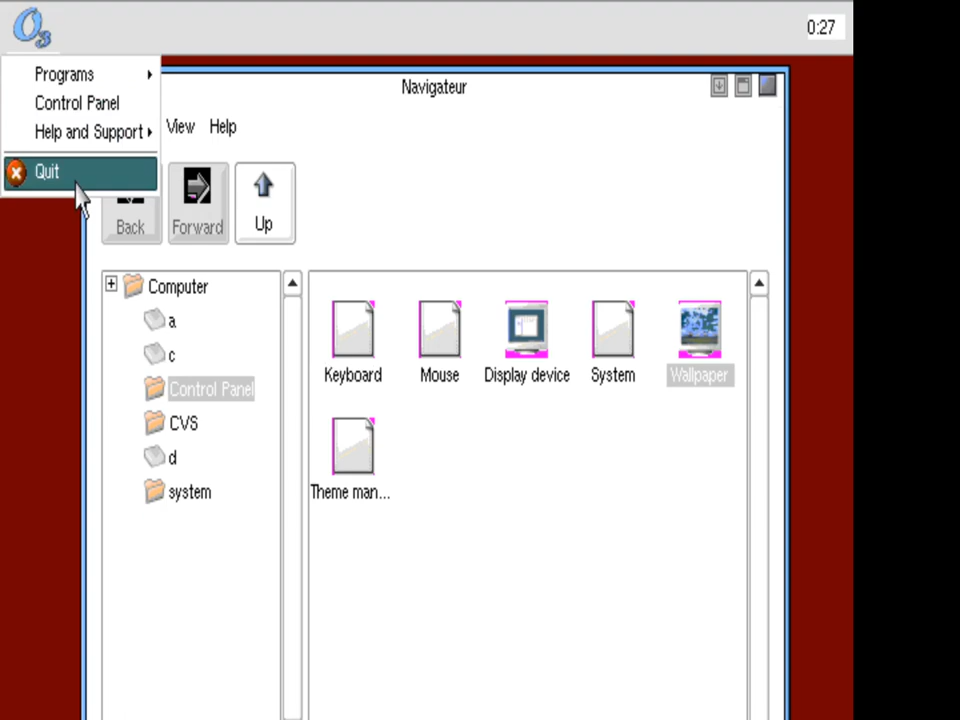 O3
0:27
Programs
Control Panel
Help and Support
Quit
Navigateur
View Help
Back
Forward
Up
Computer
a
c
Control Panel
CVS
d
system
Keyboard
Mouse
Display device
System
Wallpaper
Theme man...